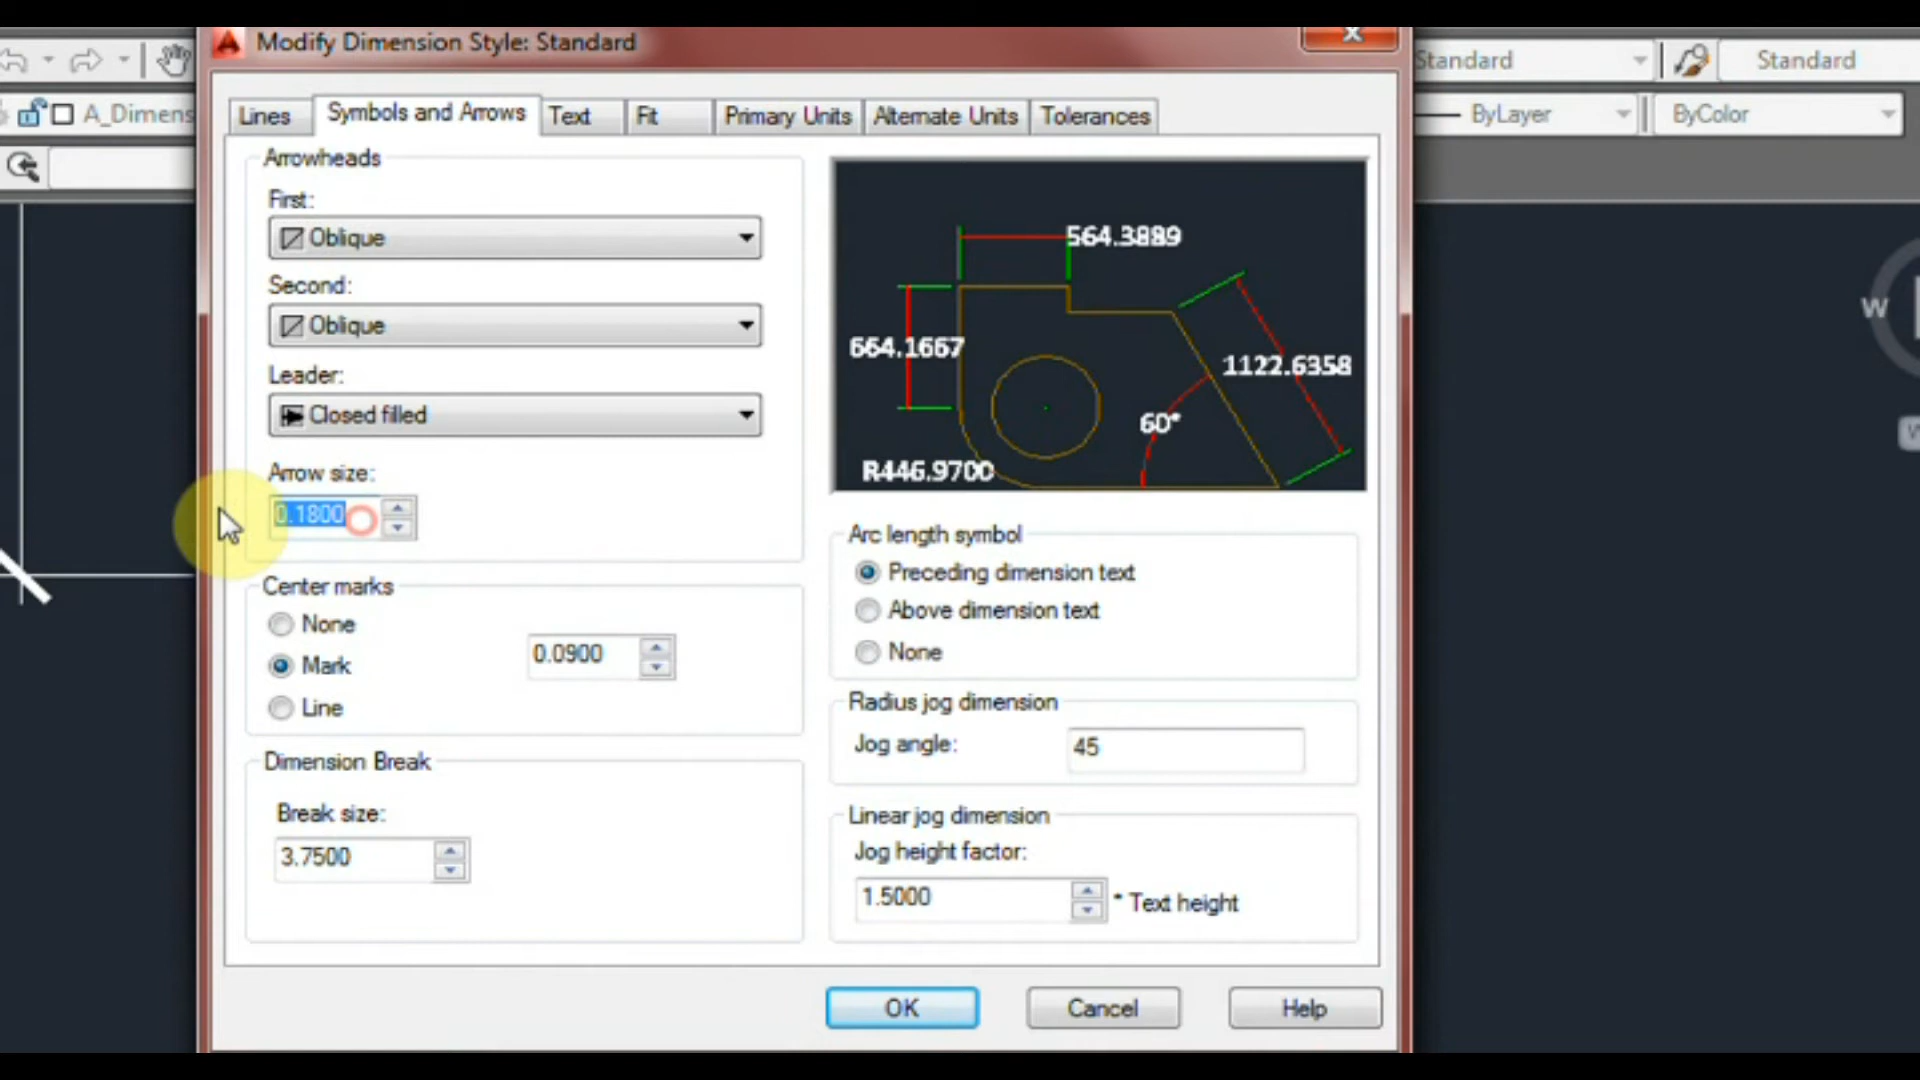 Modify Dimension Style: Standard
Standard
Standard
A_Dimens
ByLayer
ByColor
Lines
Symbols and Arrows
Text
Fit
Primary Units
Alternate Units
Tolerances
Arrowheads
First:
Oblique
Second:
Oblique
Leader:
Closed filled
Arrow size:
0.1800
Center marks
None
Mark
Line
0.0900
Dimension Break
Break size:
3.7500
564.3889
664.1667
1122.6358
60°
R446.9700
Arc length symbol
Preceding dimension text
Above dimension text
None
Radius jog dimension
Jog angle:
45
Linear jog dimension
Jog height factor:
1.5000
* Text height
OK
Cancel
Help
W